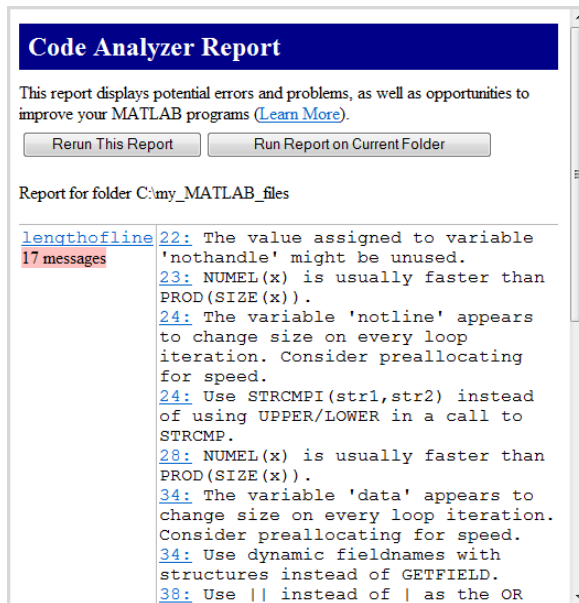 Code Analyzer Report
This report displays potential errors and problems, as well as opportunities to
improve your MATLAB programs (Learn More).
Rerun This Report
Run Report on Current Folder
Report for folder C:\my_MATLAB_files
lengthofline
17 messages
22: The value assigned to variable
'nothandle' might be unused.
23: NUMEL(x) is usually faster than
PROD(SIZE(x)).
24: The variable 'notline' appears
to change size on every loop
iteration. Consider preallocating
for speed.
24: Use STRCMPI(str1,str2) instead
of using UPPER/LOWER in a call to
STRCMP.
28: NUMEL(x) is usually faster than
PROD(SIZE(x)).
34: The variable 'data' appears to
change size on every loop iteration.
Consider preallocating for speed.
34: Use dynamic fieldnames with
structures instead of GETFIELD.
38: Use || instead of | as the OR